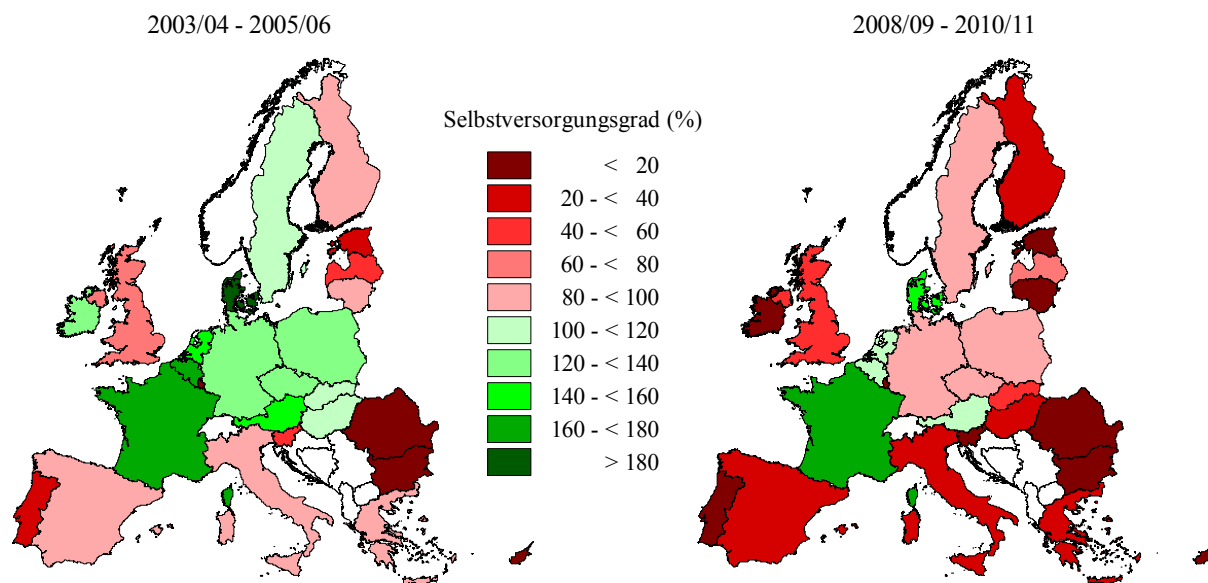 2003/04 - 2005/06
2008/09 - 2010/11
Selbstversorgungsgrad (%)
< 20
20 - < 40
40 - < 60
60 - < 80
80 - < 100
100 - < 120
120 - < 140
140 - < 160
160 - < 180
> 180